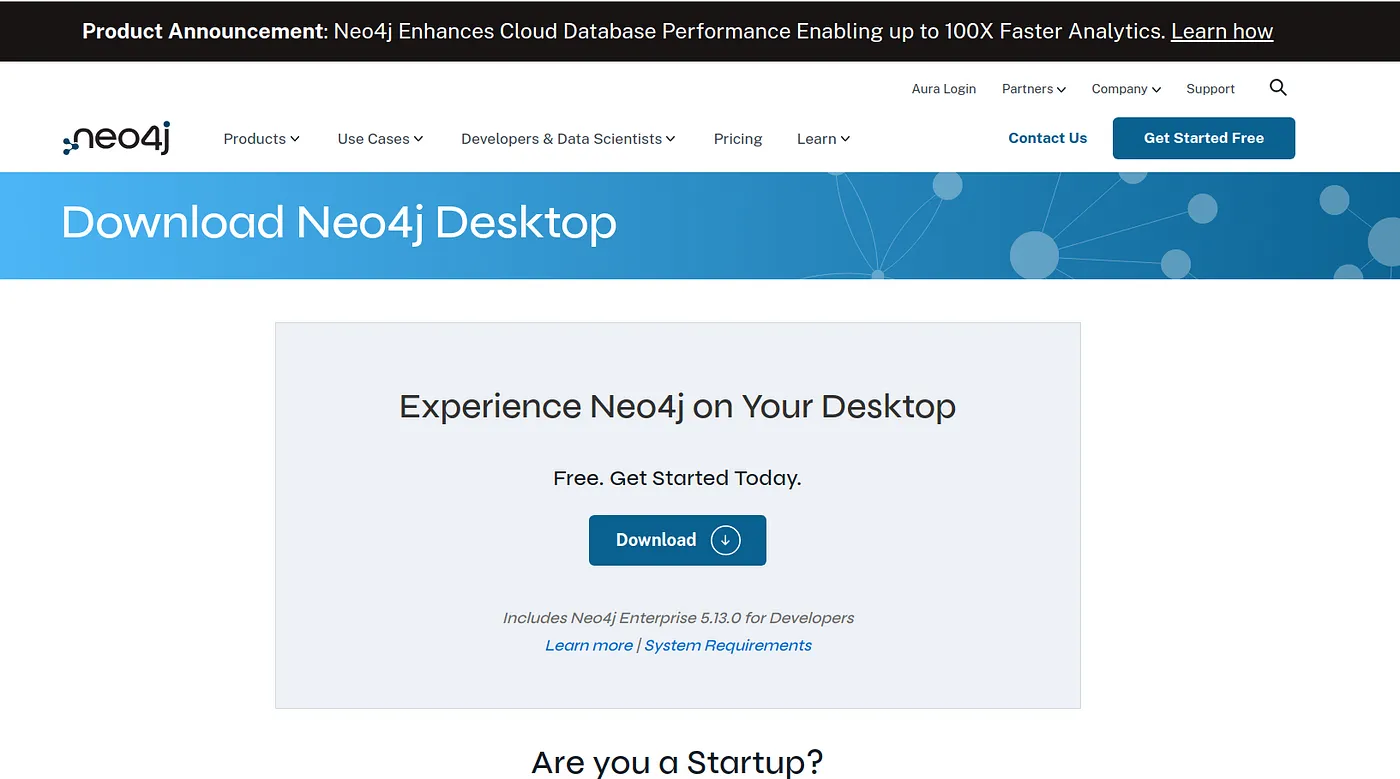 Product Announcement: Neo4j Enhances Cloud Database Performance Enabling up to 100X Faster Analytics. Learn how
Aura Login Partners Company Support
neo4j Products Use Cases Developers & Data Scientists Pricing Learn Contact Us Get Started Free
Download Neo4j Desktop
Experience Neo4j on Your Desktop
Free. Get Started Today.
Download
Includes Neo4j Enterprise 5.13.0 for Developers
Learn more | System Requirements
Are you a Startup?